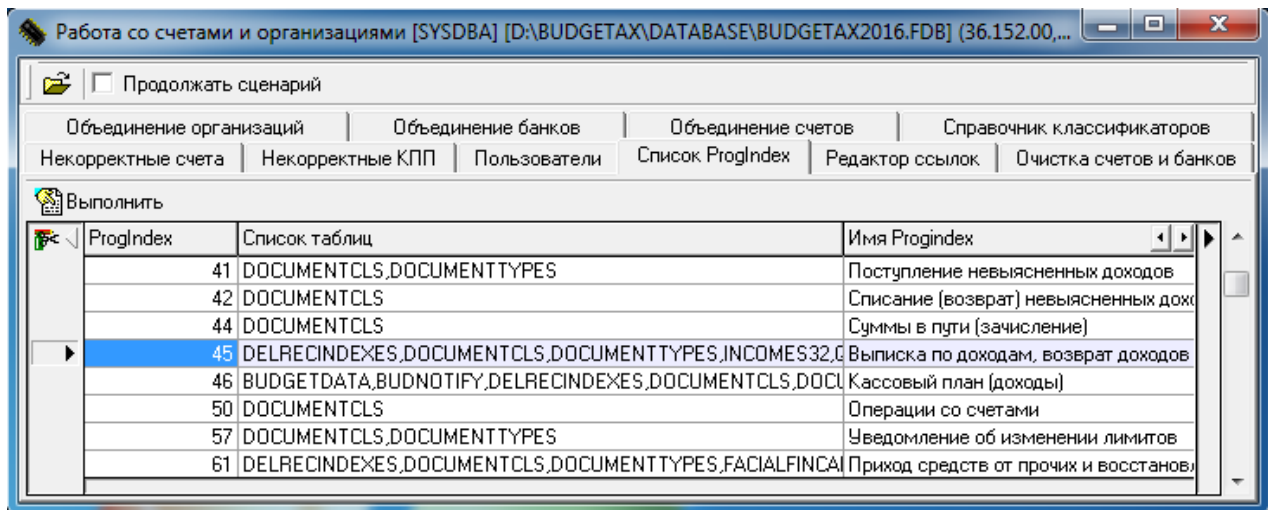 Работа со счетами и организациями [SYSDBA] [D:\BUDGETAX\DATABASE\BUDGETAX2016.FDB] (36.152.00,...
Продолжать сценарий
Объединение организаций Объединение банков Объединение счетов Справочник классификаторов
Некорректные счета Некорректные КПП Пользователи Список ProgIndex Редактор ссылок Очистка счетов и банков
Выполнить
ProgIndex Список таблиц Имя Progindex
41 DOCUMENTCLS,DOCUMENTTYPES Поступление невыясненных доходов
42 DOCUMENTCLS Списание (возврат) невыясненных дохо
44 DOCUMENTCLS Суммы в пути (зачисление)
45 DELRECINDEXES,DOCUMENTCLS,DOCUMENTTYPES,INCOMES32, Выписка по доходам, возврат доходов
46 BUDGETDATA,BUDNOTIFY,DELRECINDEXES,DOCUMENTCLS,DOCU Кассовый план (доходы)
50 DOCUMENTCLS Операции со счетами
57 DOCUMENTCLS,DOCUMENTTYPES Уведомление об изменении лимитов
61 DELRECINDEXES,DOCUMENTCLS,DOCUMENTTYPES,FACIALFINCA Приход средств от прочих и восстанов